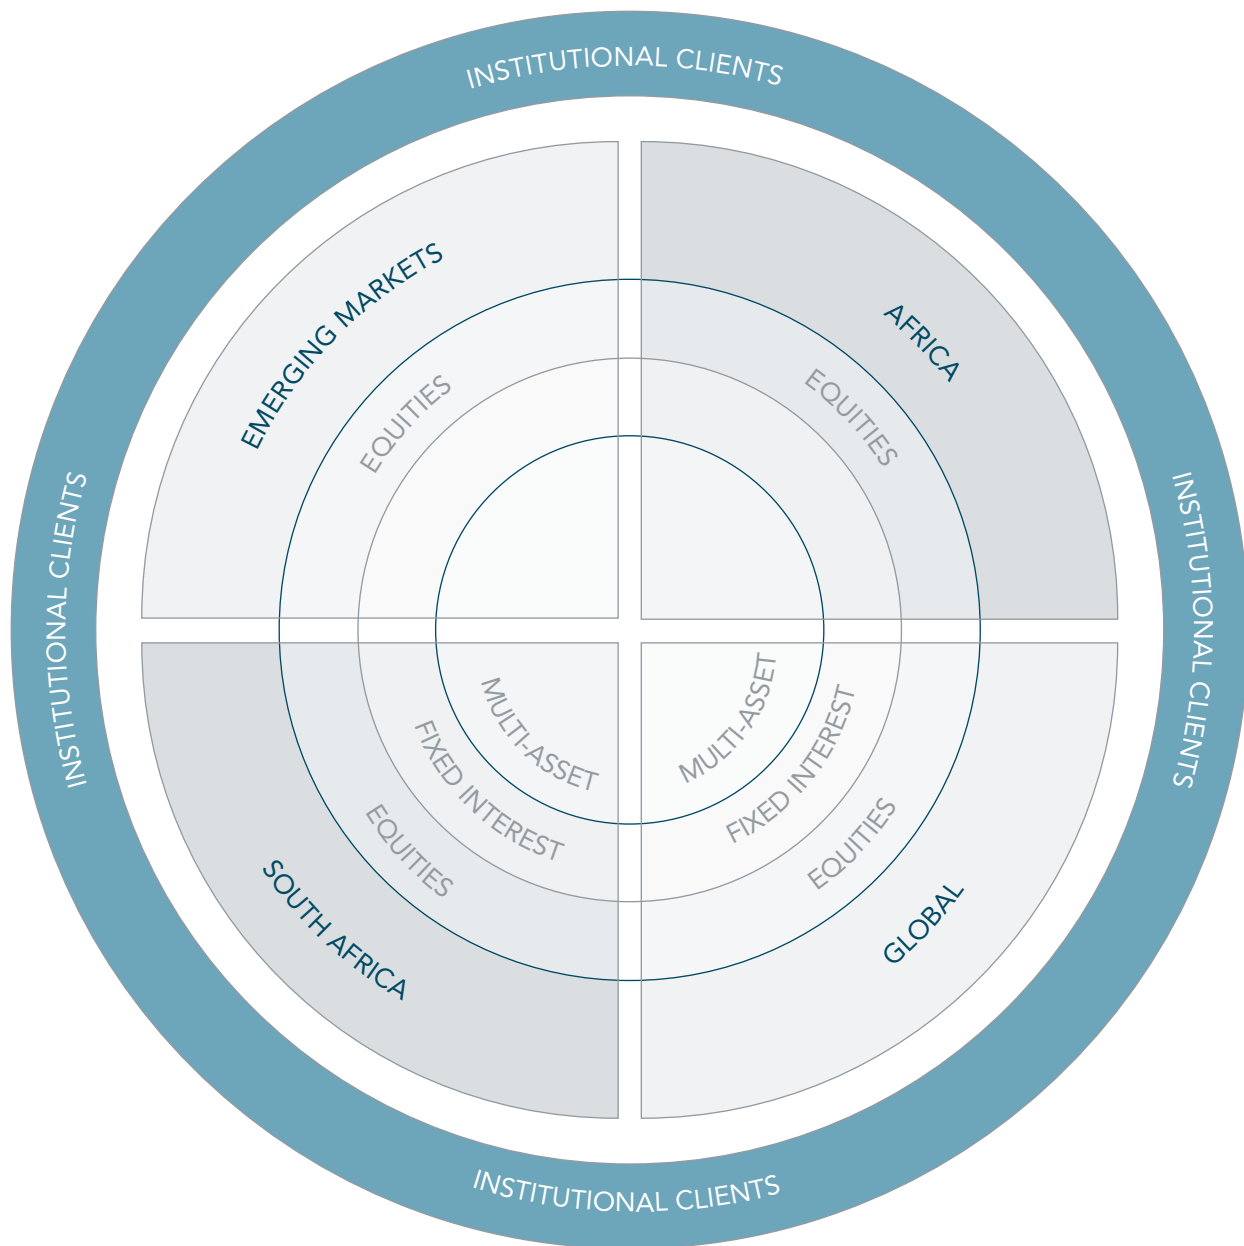 INSTITUTIONAL CLIENTS
EMERGING MARKETS
AFRICA
EQUITIES
EQUITIES
INSTITUTIONAL CLIENTS
INSTITUTIONAL CLIENTS
MULTI-ASSET
MULTI-ASSET
FIXED INTEREST
FIXED INTEREST
EQUITIES
EQUITIES
SOUTH AFRICA
GLOBAL
INSTITUTIONAL CLIENTS